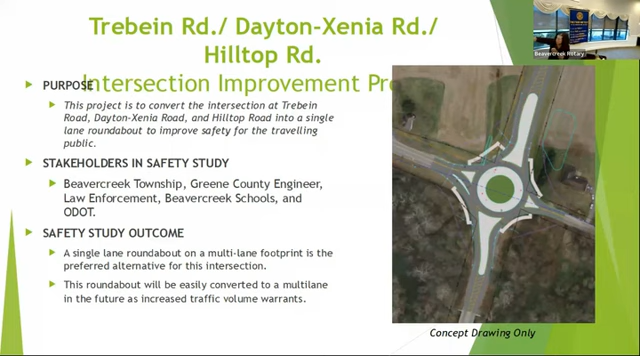 Trebein Rd./ Dayton-Xenia Rd./
Hilltop Rd.
Intersection Improvement Pro
PURPOSE
This project is to convert the intersection at Trebein
Road, Dayton-Xenia Road, and Hilltop Road into a single
lane roundabout to improve safety for the travelling
public.
STAKEHOLDERS IN SAFETY STUDY
Beavercreek Township, Greene County Engineer,
Law Enforcement, Beavercreek Schools, and
ODOT.
SAFETY STUDY OUTCOME
A single lane roundabout on a multi-lane footprint is the
preferred alternative for this intersection.
This roundabout will be easily converted to a multilane
in the future as increased traffic volume warrants.
Concept Drawing Only
Beavercreek Rotary